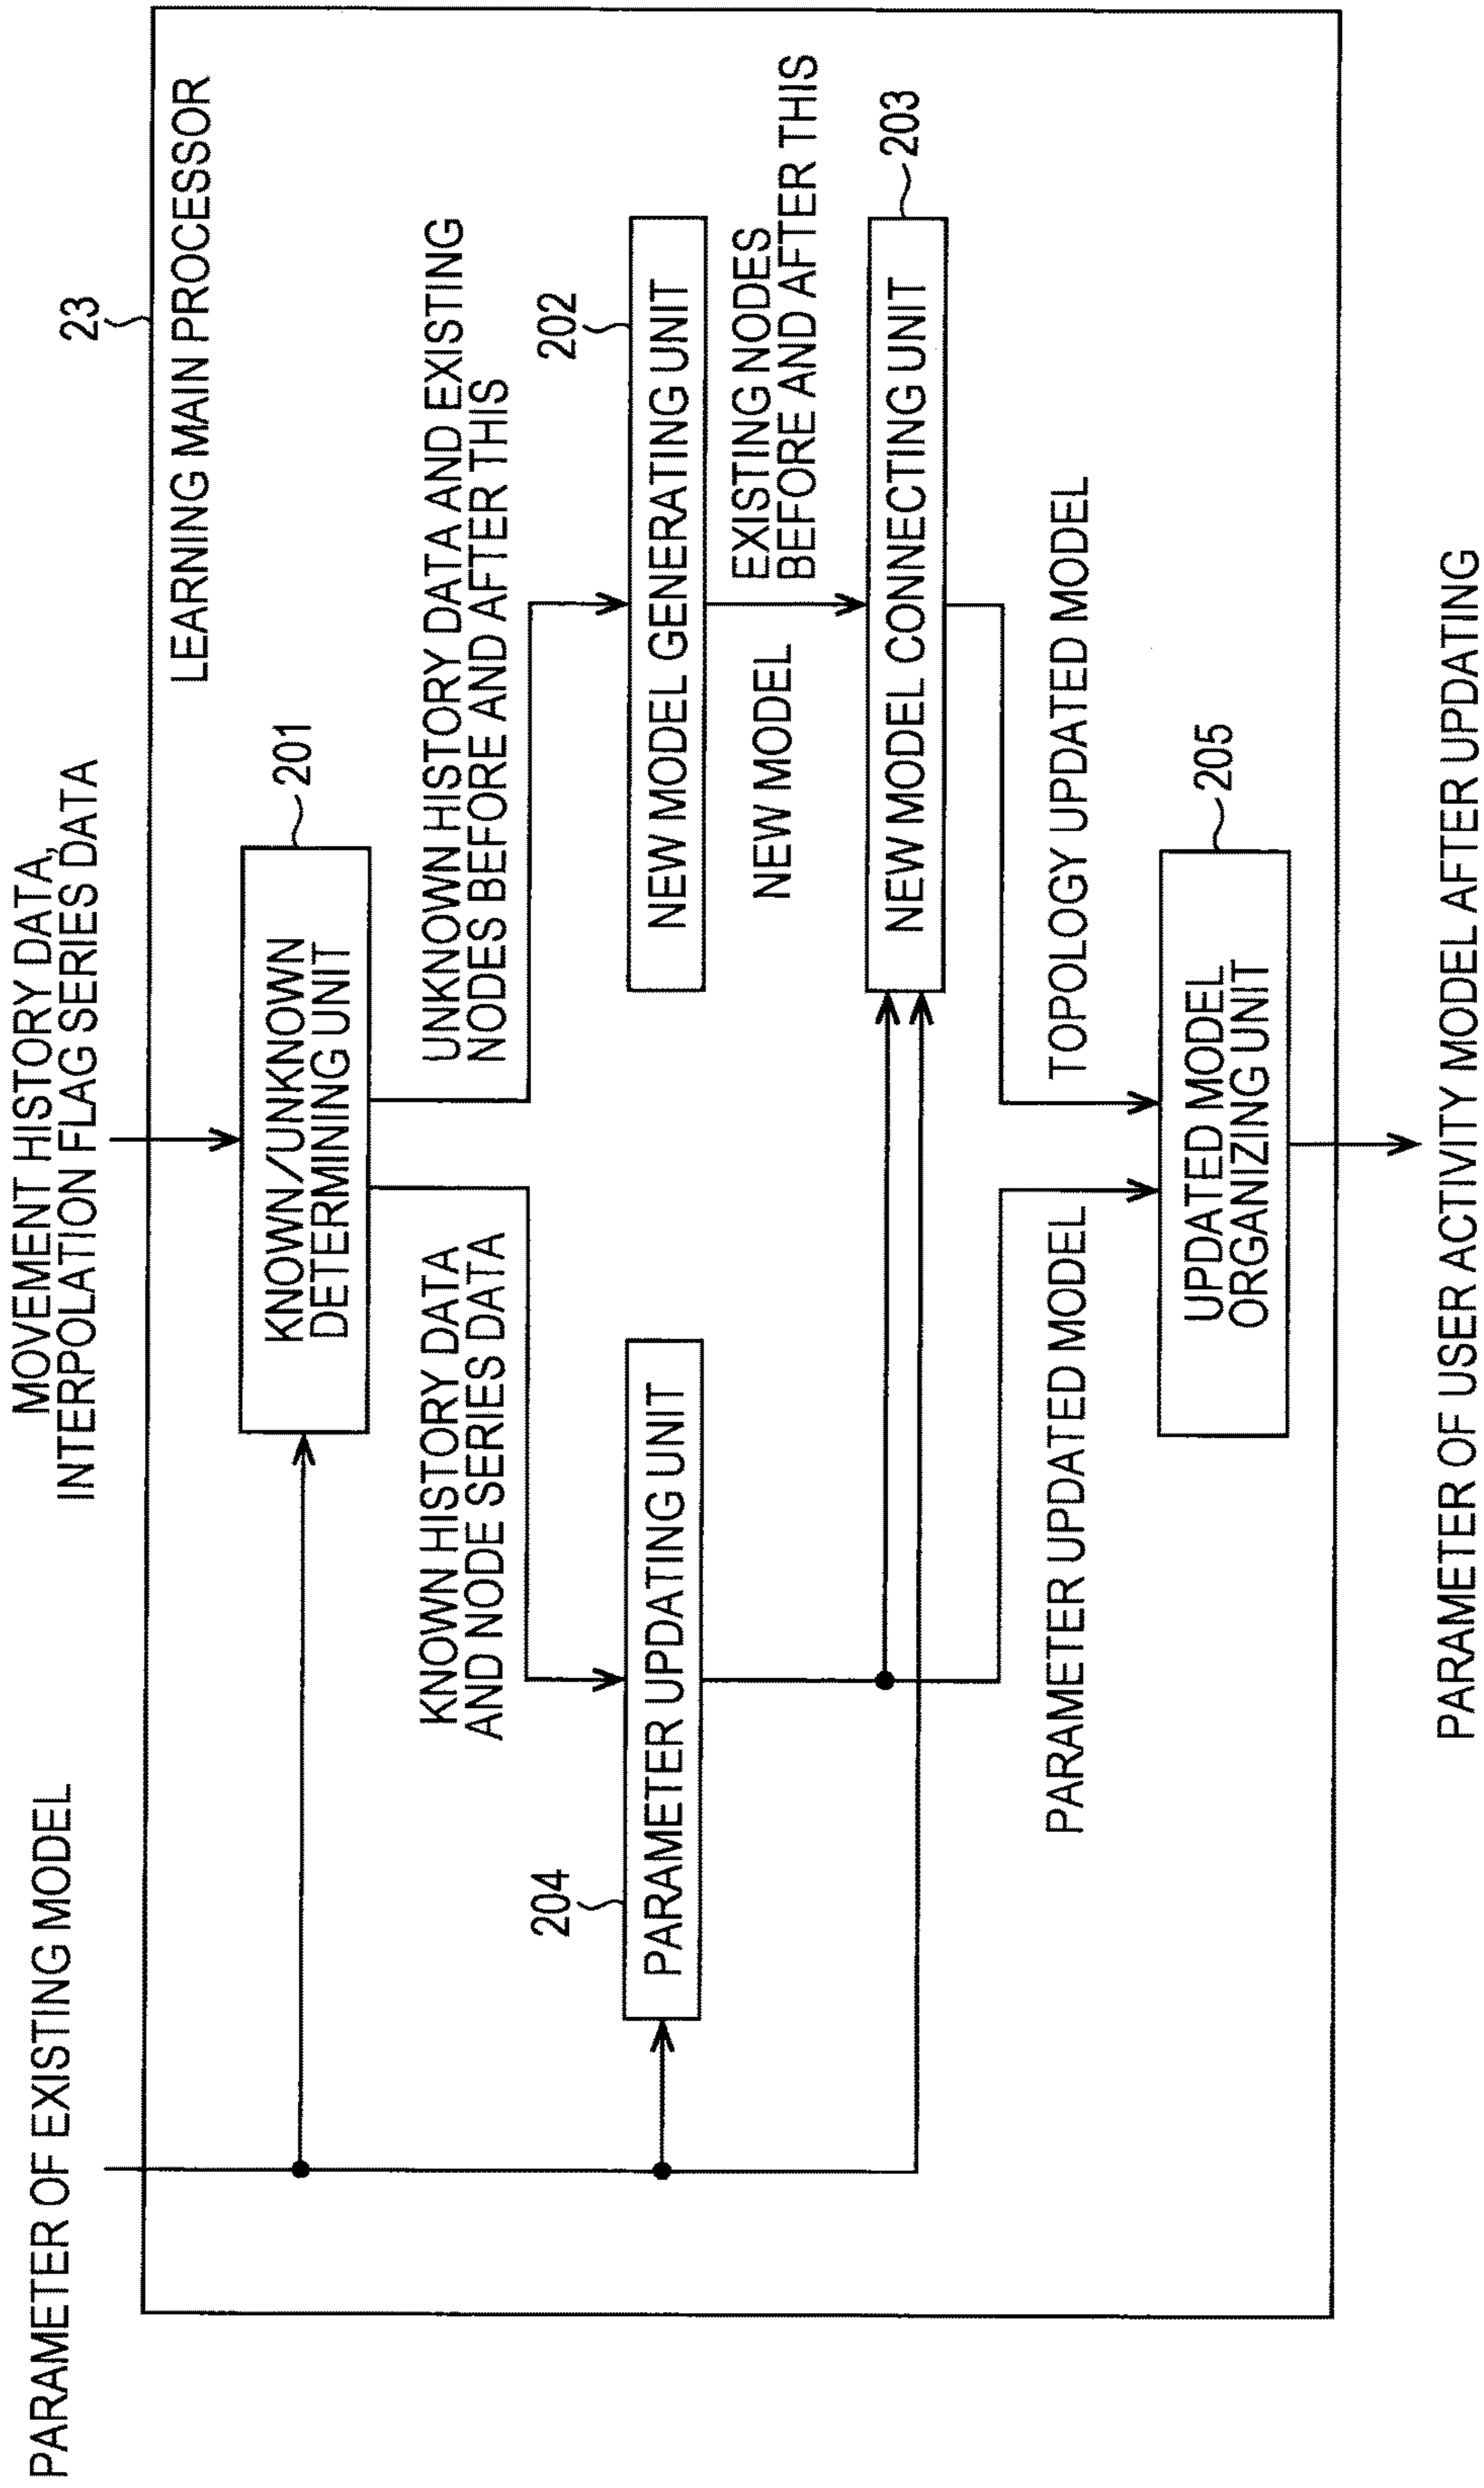 PARAMETER OF EXISTING MODEL
MOVEMENT HISTORY DATA,
INTERPOLATION FLAG SERIES DATA
23
LEARNING MAIN PROCESSOR
201
KNOWN/UNKNOWN
DETERMINING UNIT
KNOWN HISTORY DATA
AND NODE SERIES DATA
UNKNOWN HISTORY DATA AND EXISTING
NODES BEFORE AND AFTER THIS
204
PARAMETER UPDATING UNIT
202
NEW MODEL GENERATING UNIT
NEW MODEL
EXISTING NODES
BEFORE AND AFTER THIS
203
NEW MODEL CONNECTING UNIT
PARAMETER UPDATED MODEL
TOPOLOGY UPDATED MODEL
205
UPDATED MODEL
ORGANIZING UNIT
PARAMETER OF USER ACTIVITY MODEL AFTER UPDATING